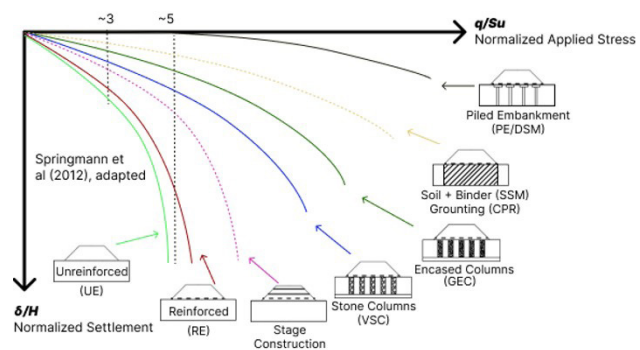 ~3
~5
q/Su
Normalized Applied Stress
Piled Embankment
(PE/DSM)
Springmann et
al (2012), adapted
Soil + Binder (SSM)
Grounting (CPR)
Encased Columns
(GEC)
Unreinforced
(UE)
Reinforced
(RE)
Stage
Construction
Stone Columns
(VSC)
δ/H
Normalized Settlement